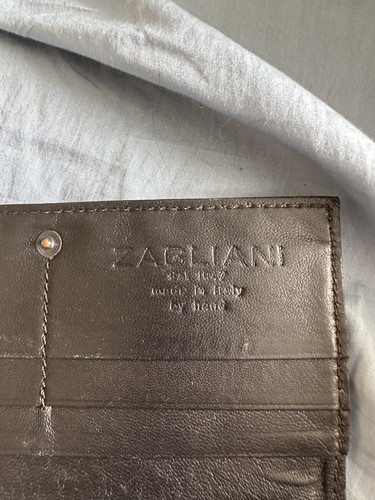 ZAGLIANI
Est 1947
made in Italy
by hand